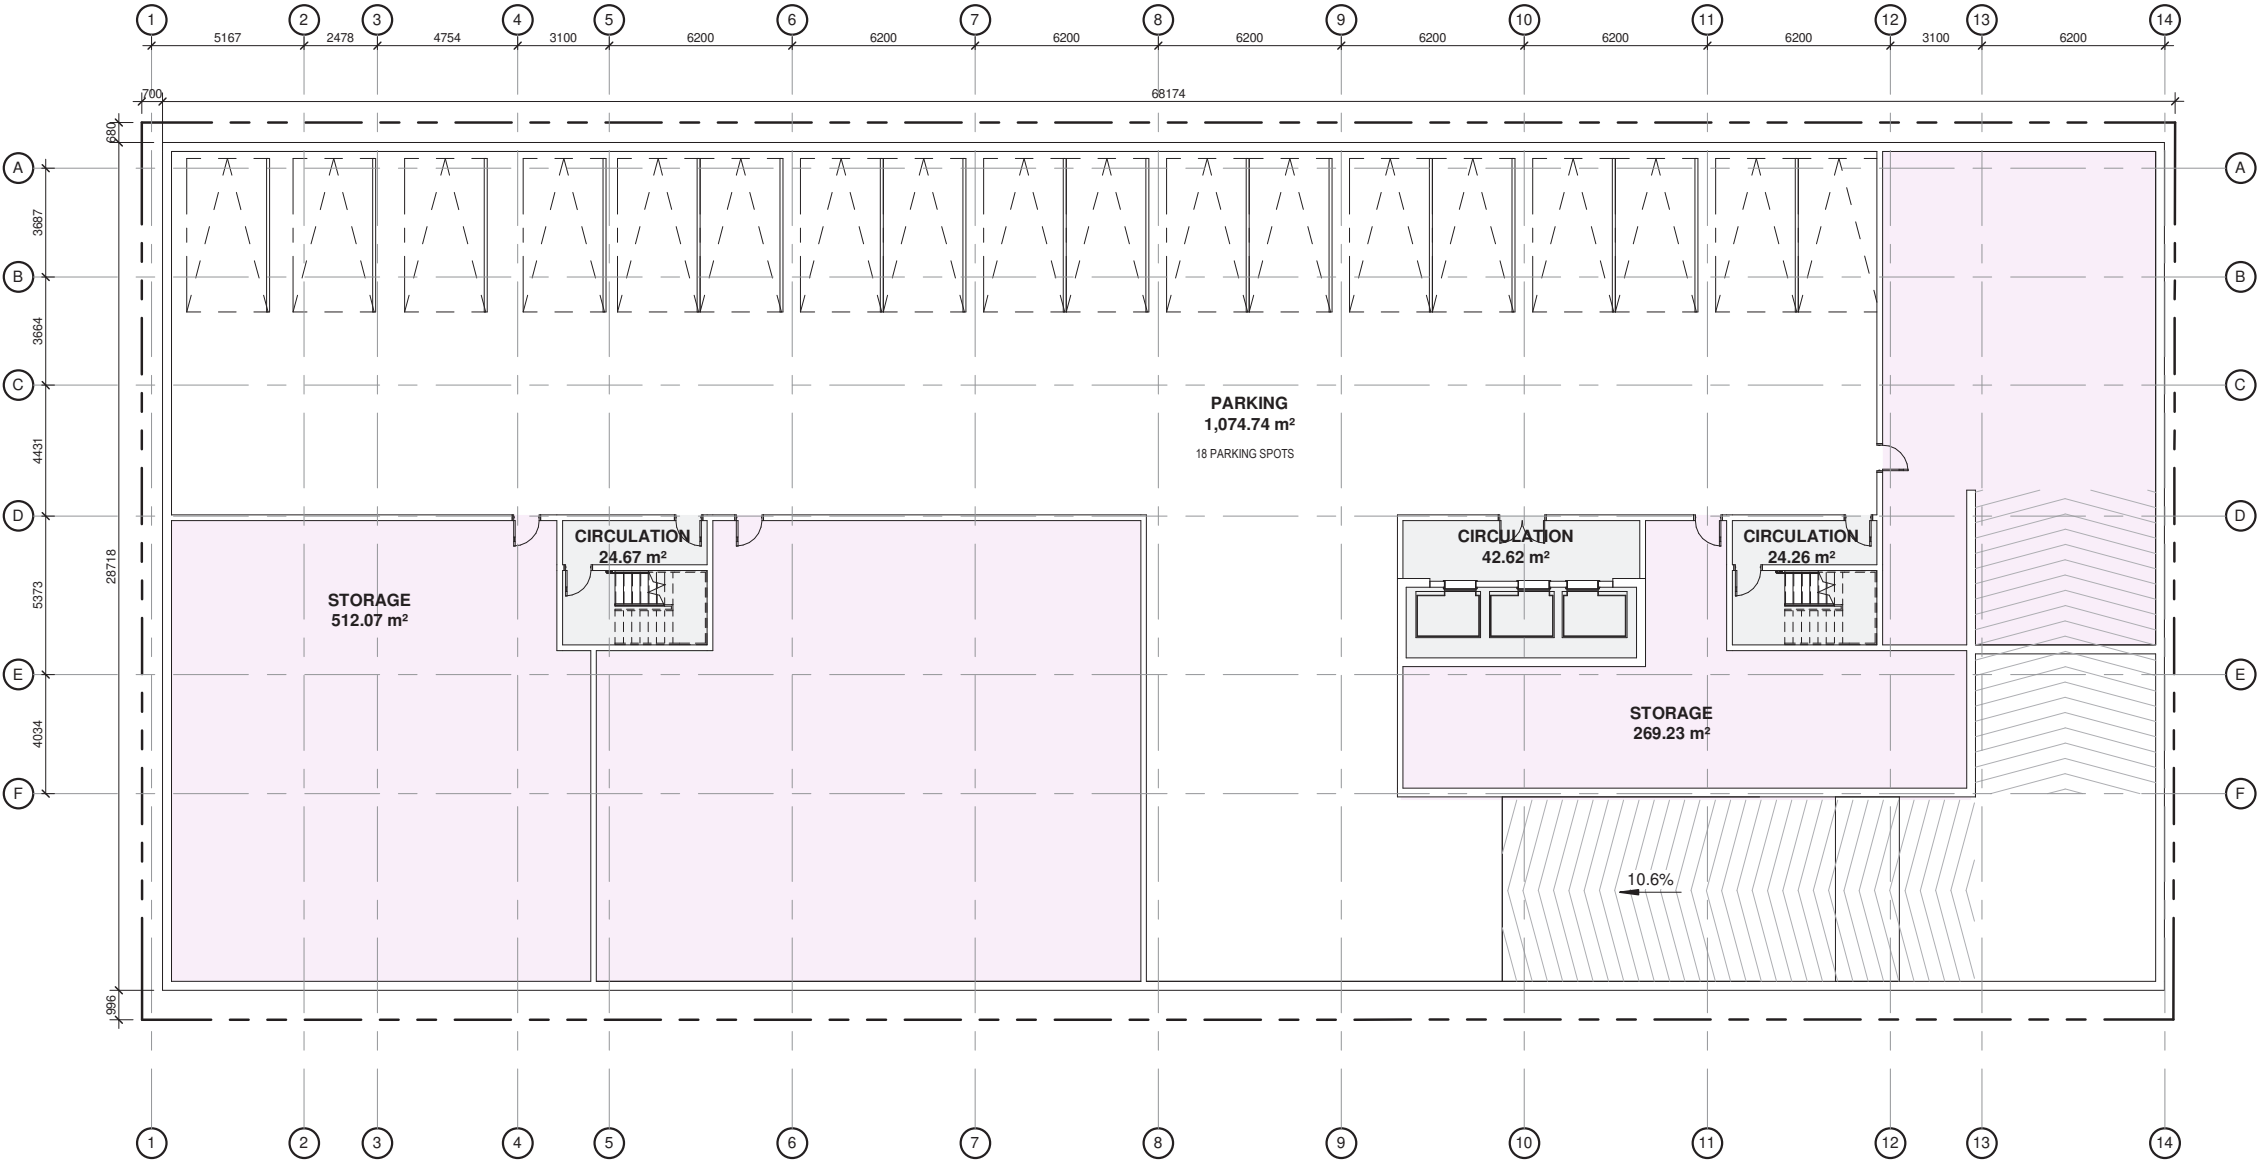 1 2 3 4 5 6 7 8 9 10 11 12 13 14
5167 2478 4754 3100 6200 6200 6200 6200 6200 6200 6200 3100 6200
700 68174
680
A A
3687
B B
3664
C C
PARKING
1,074.74 m²
18 PARKING SPOTS
4431
D D
CIRCULATION CIRCULATION CIRCULATION
24.67 m² 42.62 m² 24.26 m²
28718
5373
STORAGE
512.07 m²
E E
STORAGE
269.23 m²
4034
F F
10.6%
996
1 2 3 4 5 6 7 8 9 10 11 12 13 14